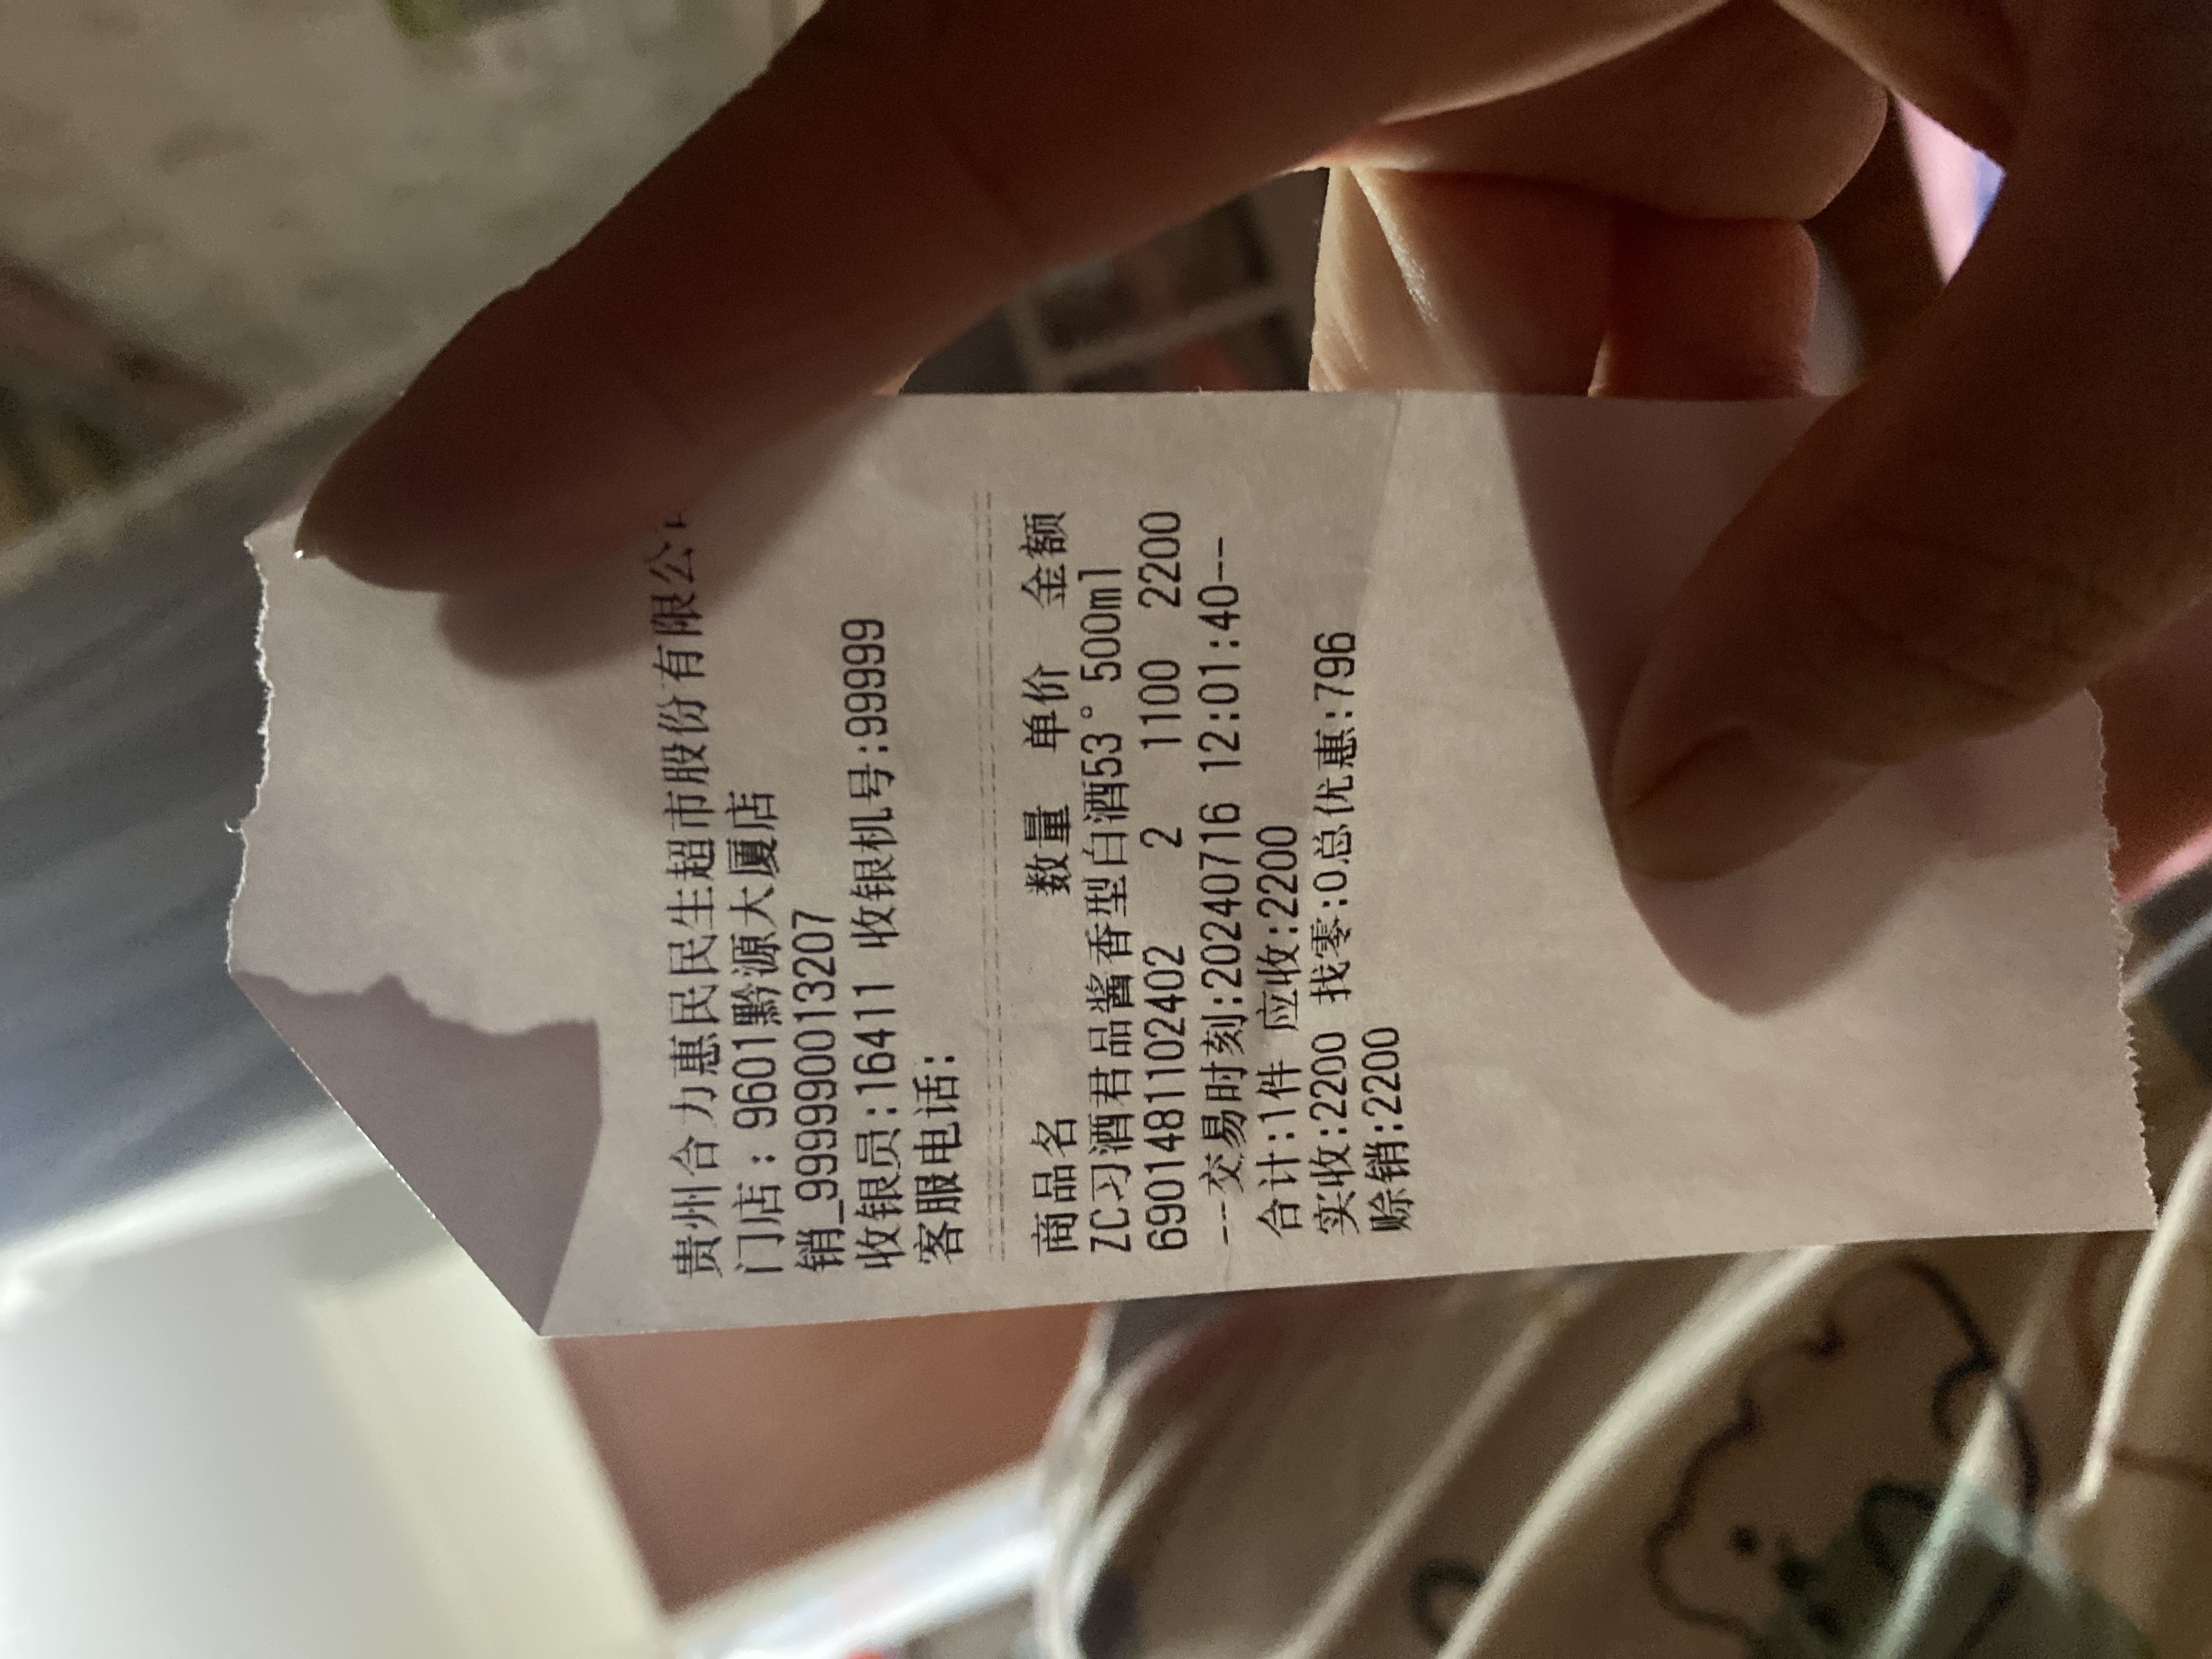 贵州合力惠民民生超市股份有限公
门店：9601黔源大厦店
销_9999900013207
收银员:16411 收银机号:99999
客服电话:
商品名 数量 单价 金额
ZC习酒君品酱香型白酒53°500ml
6901481102402 2 1100 2200
--交易时刻:20240716 12:01:40--
合计:1件 应收:2200
实收:2200 找零:0总优惠:796
赊销:2200